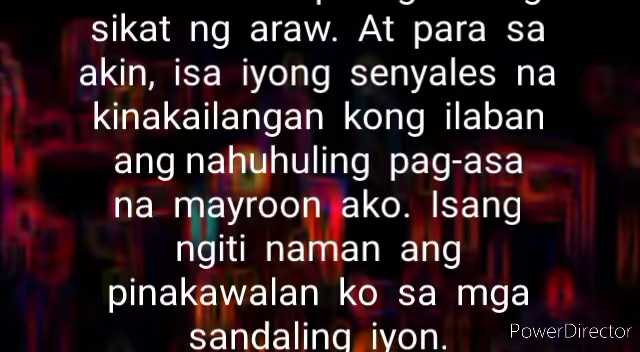 sikat ng araw. At para sa
akin, isa iyong senyales na
kinakailangan kong ilaban
ang nahuhuling pag-asa
na mayroon ako. Isang
ngiti naman ang
pinakawalan ko sa mga
sandaling iyon.
PowerDirector